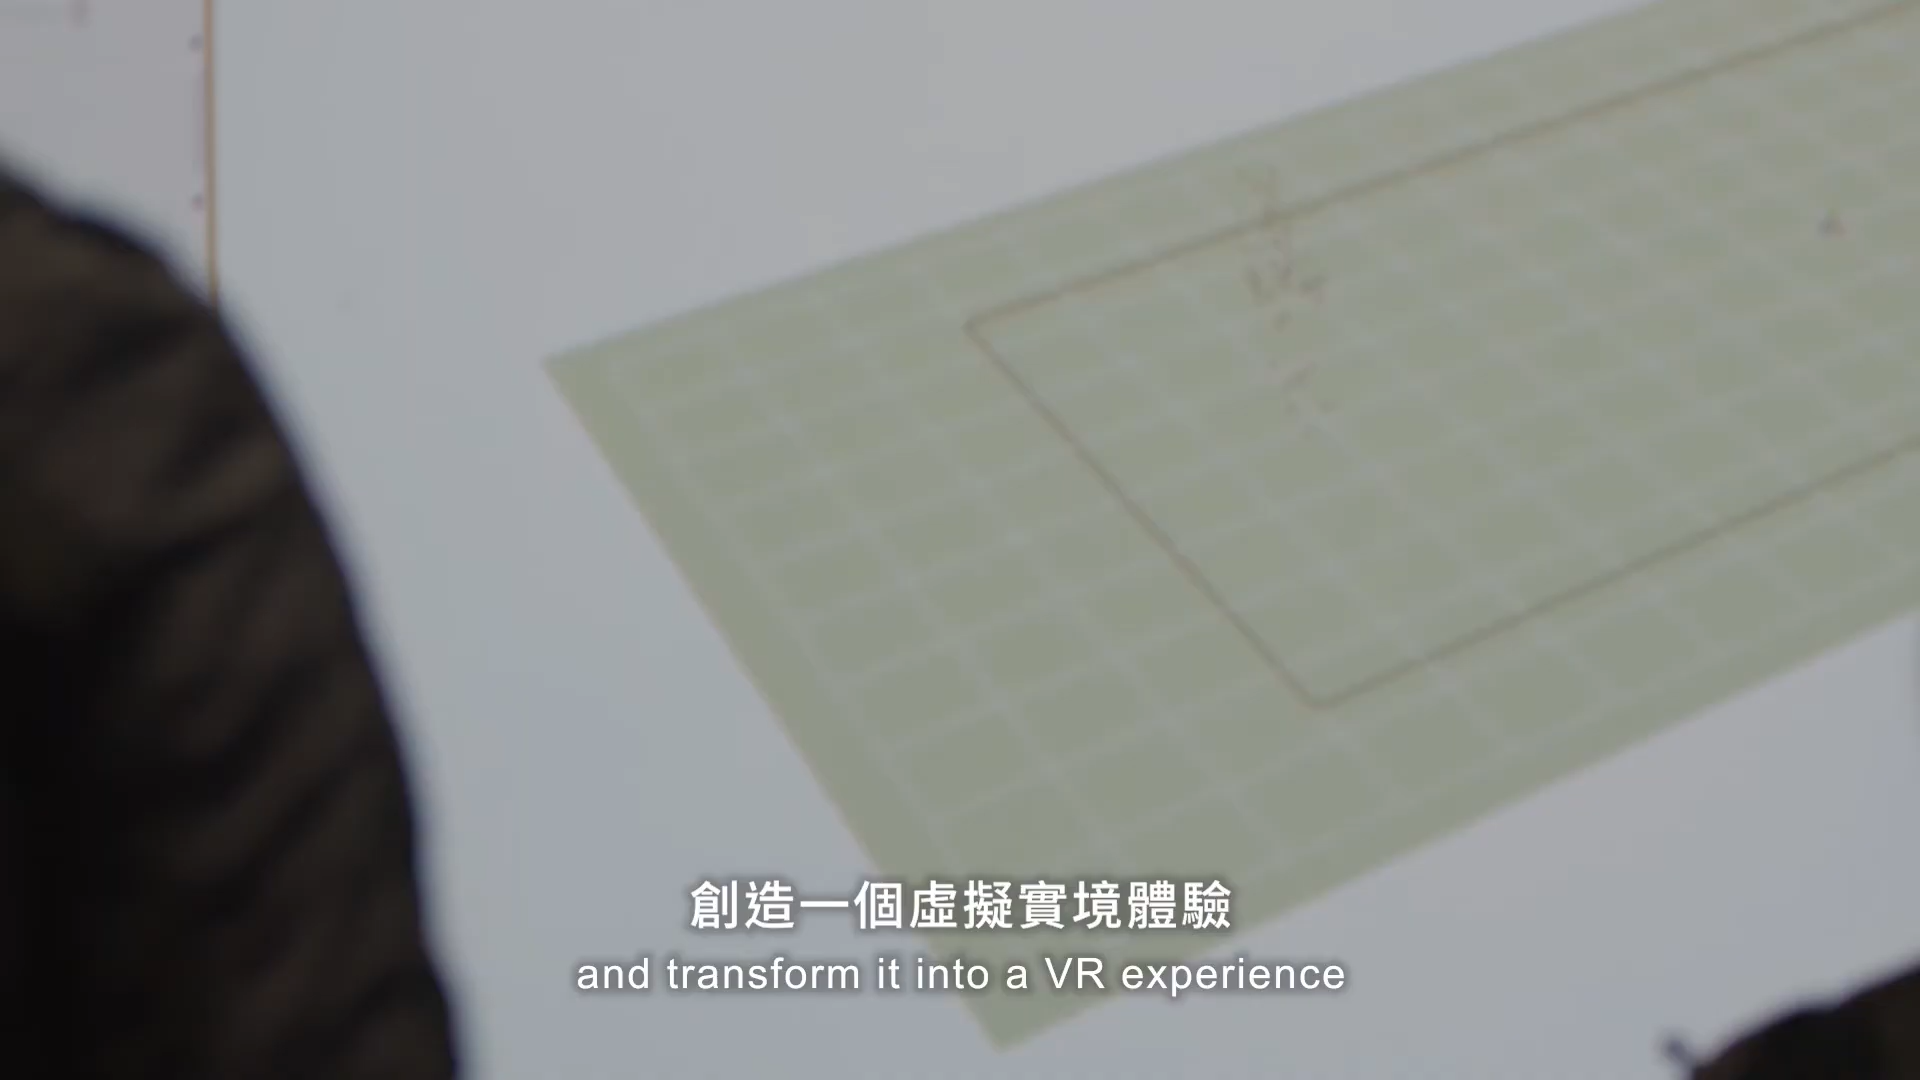 創造一個虛擬實境體驗
and transform it into a VR experience